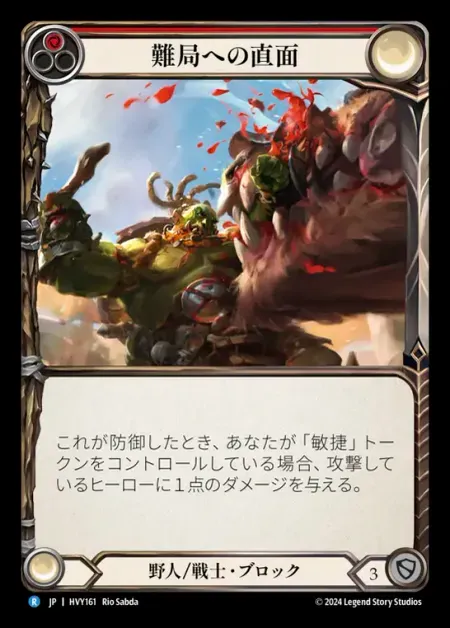 難局への直面
これが防御したとき、あなたが「敏捷」トー
クンをコントロールしている場合、攻撃して
いるヒーローに1点のダメージを与える。
野人/戦士・ブロック
3
R JP | HVY161 Rio Sabda
© 2024 Legend Story Studios